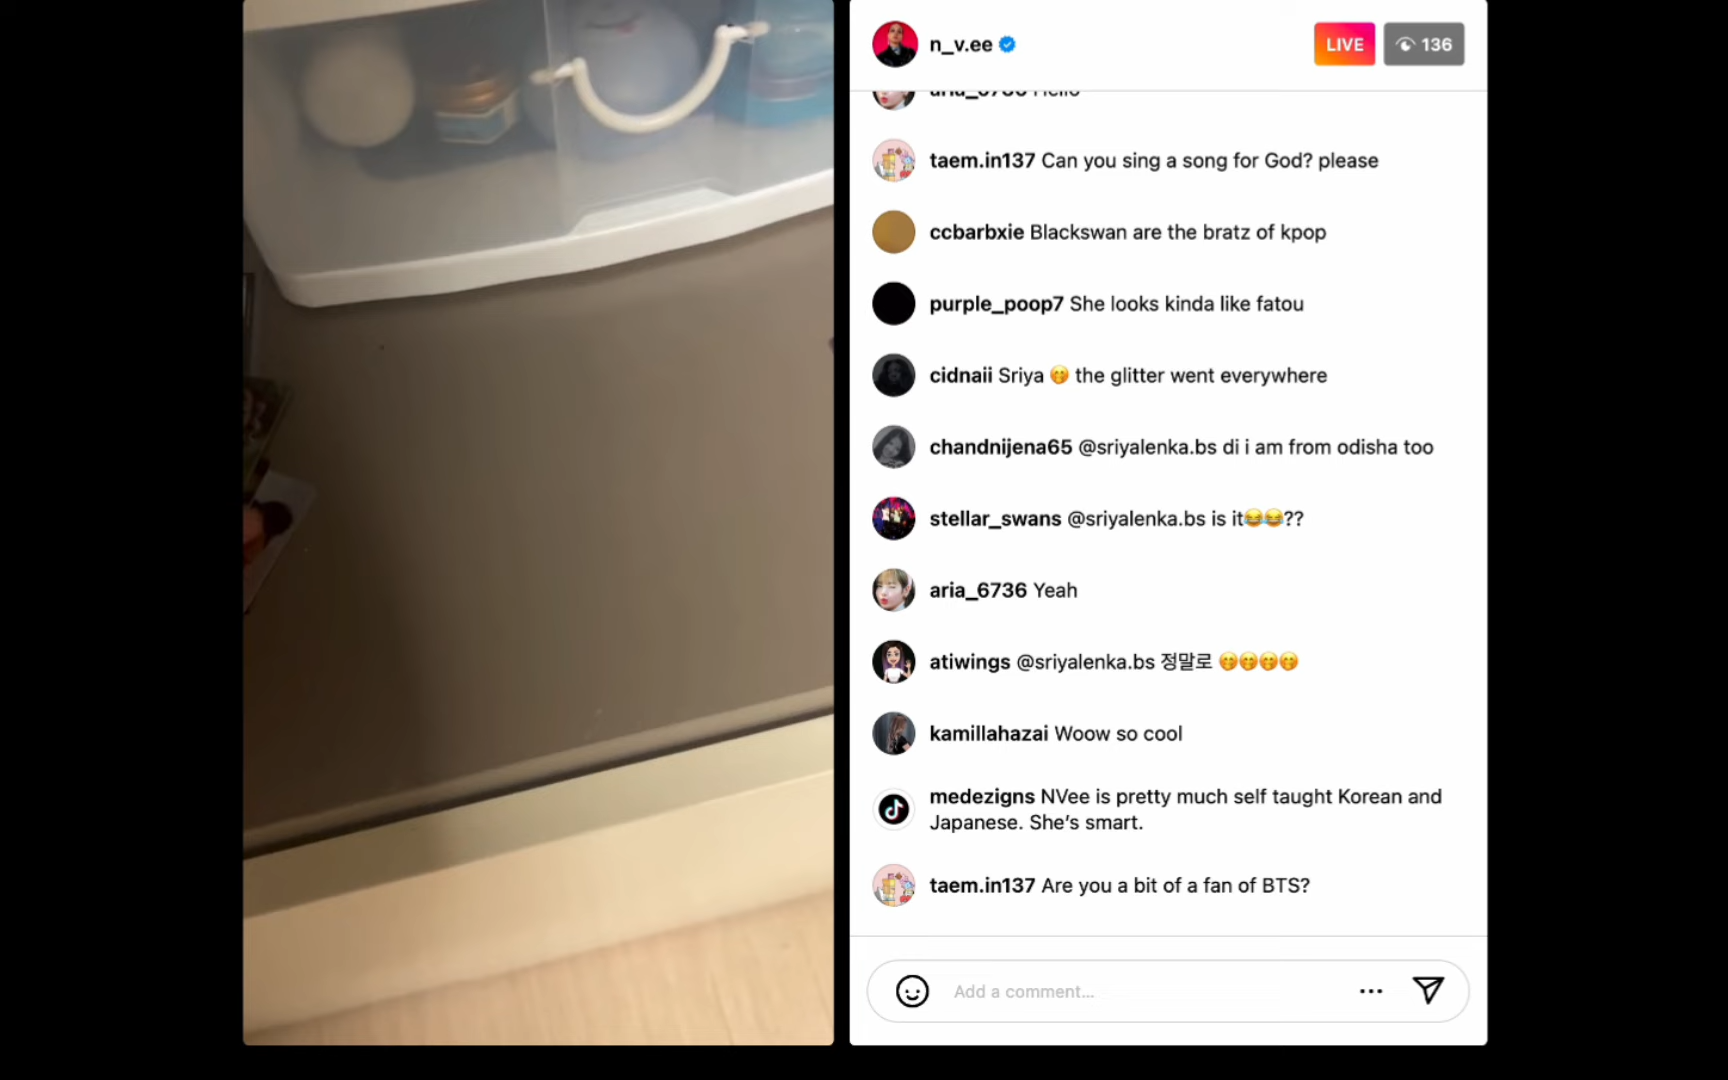 n_v.ee
LIVE
136
aria_6736 Hello
taem.in137 Can you sing a song for God? please
ccbarbxie Blackswan are the bratz of kpop
purple_poop7 She looks kinda like fatou
cidnaii Sriya 🤭 the glitter went everywhere
chandnijena65 @sriyalenka.bs di i am from odisha too
stellar_swans @sriyalenka.bs is it😂😂??
aria_6736 Yeah
atiwings @sriyalenka.bs 정말로 🤭🤭🤭🤭
kamillahazai Woow so cool
medezigns NVee is pretty much self taught Korean and
Japanese. She’s smart.
taem.in137 Are you a bit of a fan of BTS?
Add a comment...